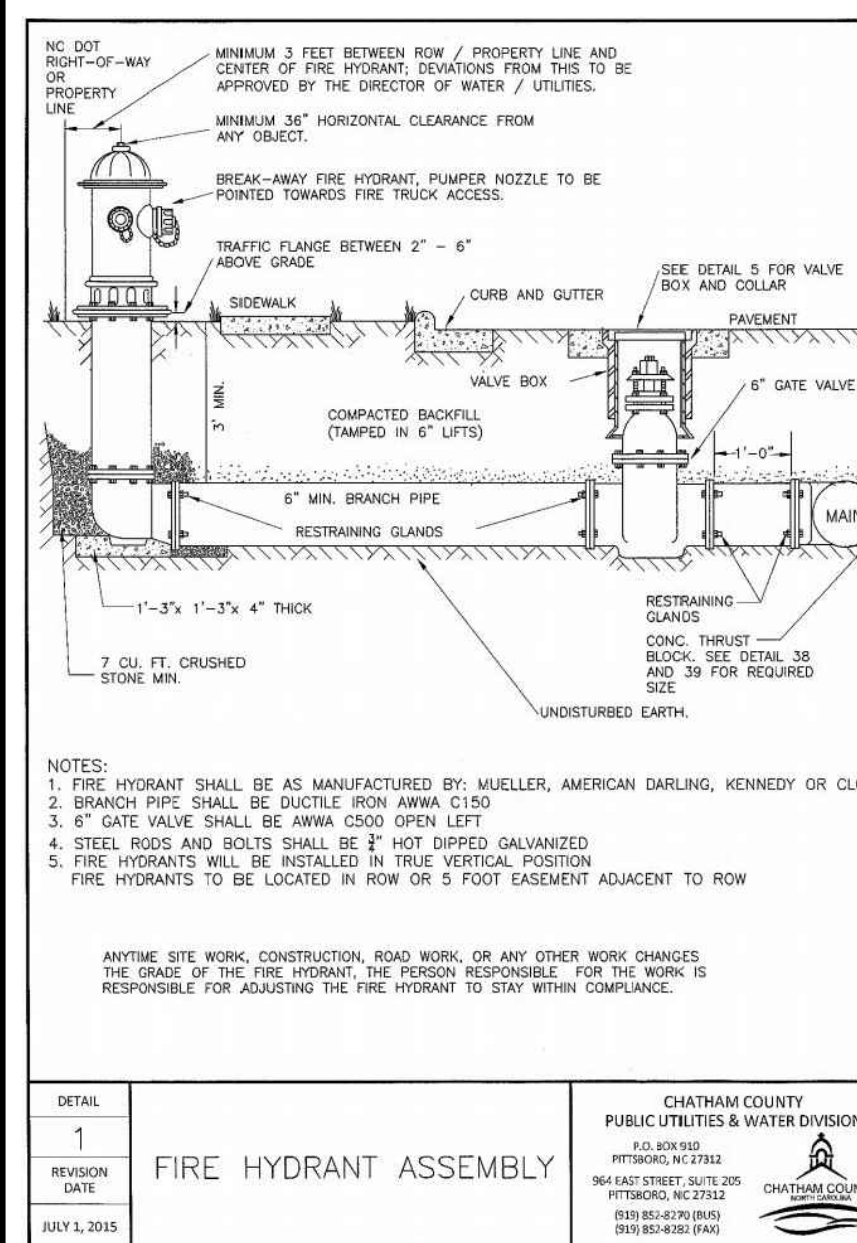 NC DOT
RIGHT-OF-WAY
OR
PROPERTY
LINE
MINIMUM 3 FEET BETWEEN ROW / PROPERTY LINE AND
CENTER OF FIRE HYDRANT; DEVIATIONS FROM THIS TO BE
APPROVED BY THE DIRECTOR OF WATER / UTILITIES.
MINIMUM 36" HORIZONTAL CLEARANCE FROM
ANY OBJECT.
BREAK-AWAY FIRE HYDRANT, PUMPER NOZZLE TO BE
POINTED TOWARDS FIRE TRUCK ACCESS.
TRAFFIC FLANGE BETWEEN 2" - 6"
ABOVE GRADE
SIDEWALK
CURB AND GUTTER
SEE DETAIL 5 FOR VALVE
BOX AND COLLAR
PAVEMENT
VALVE BOX
6" GATE VALVE
3' MIN.
COMPACTED BACKFILL
(TAMPED IN 6" LIFTS)
1'-0"
6" MIN. BRANCH PIPE
RESTRAINING GLANDS
MAIN
1'-3"x 1'-3"x 4" THICK
7 CU. FT. CRUSHED
STONE MIN.
RESTRAINING
GLANDS
CONC. THRUST
BLOCK. SEE DETAIL 38
AND 39 FOR REQUIRED
SIZE
UNDISTURBED EARTH.
NOTES:
1. FIRE HYDRANT SHALL BE AS MANUFACTURED BY: MUELLER, AMERICAN DARLING, KENNEDY OR
2. BRANCH PIPE SHALL BE DUCTILE IRON AWWA C150
3. 6" GATE VALVE SHALL BE AWWA C500 OPEN LEFT
4. STEEL RODS AND BOLTS SHALL BE 3/4" HOT DIPPED GALVANIZED
5. FIRE HYDRANTS WILL BE INSTALLED IN TRUE VERTICAL POSITION
FIRE HYDRANTS TO BE LOCATED IN ROW OR 5 FOOT EASEMENT ADJACENT TO ROW
ANYTIME SITE WORK, CONSTRUCTION, ROAD WORK, OR ANY OTHER WORK CHANGES
THE GRADE OF THE FIRE HYDRANT, THE PERSON RESPONSIBLE FOR THE WORK IS
RESPONSIBLE FOR ADJUSTING THE FIRE HYDRANT TO STAY WITHIN COMPLIANCE.
DETAIL
1
REVISION
DATE
JULY 1, 2015
FIRE HYDRANT ASSEMBLY
CHATHAM COUNTY
PUBLIC UTILITIES & WATER DIVISION
P.O. BOX 910
PITTSBORO, NC 27312
964 EAST STREET, SUITE 205
PITTSBORO, NC 27312
(919) 852-8270 (BUS)
(919) 852-8282 (FAX)
CHATHAM
NORTH CAROLINA